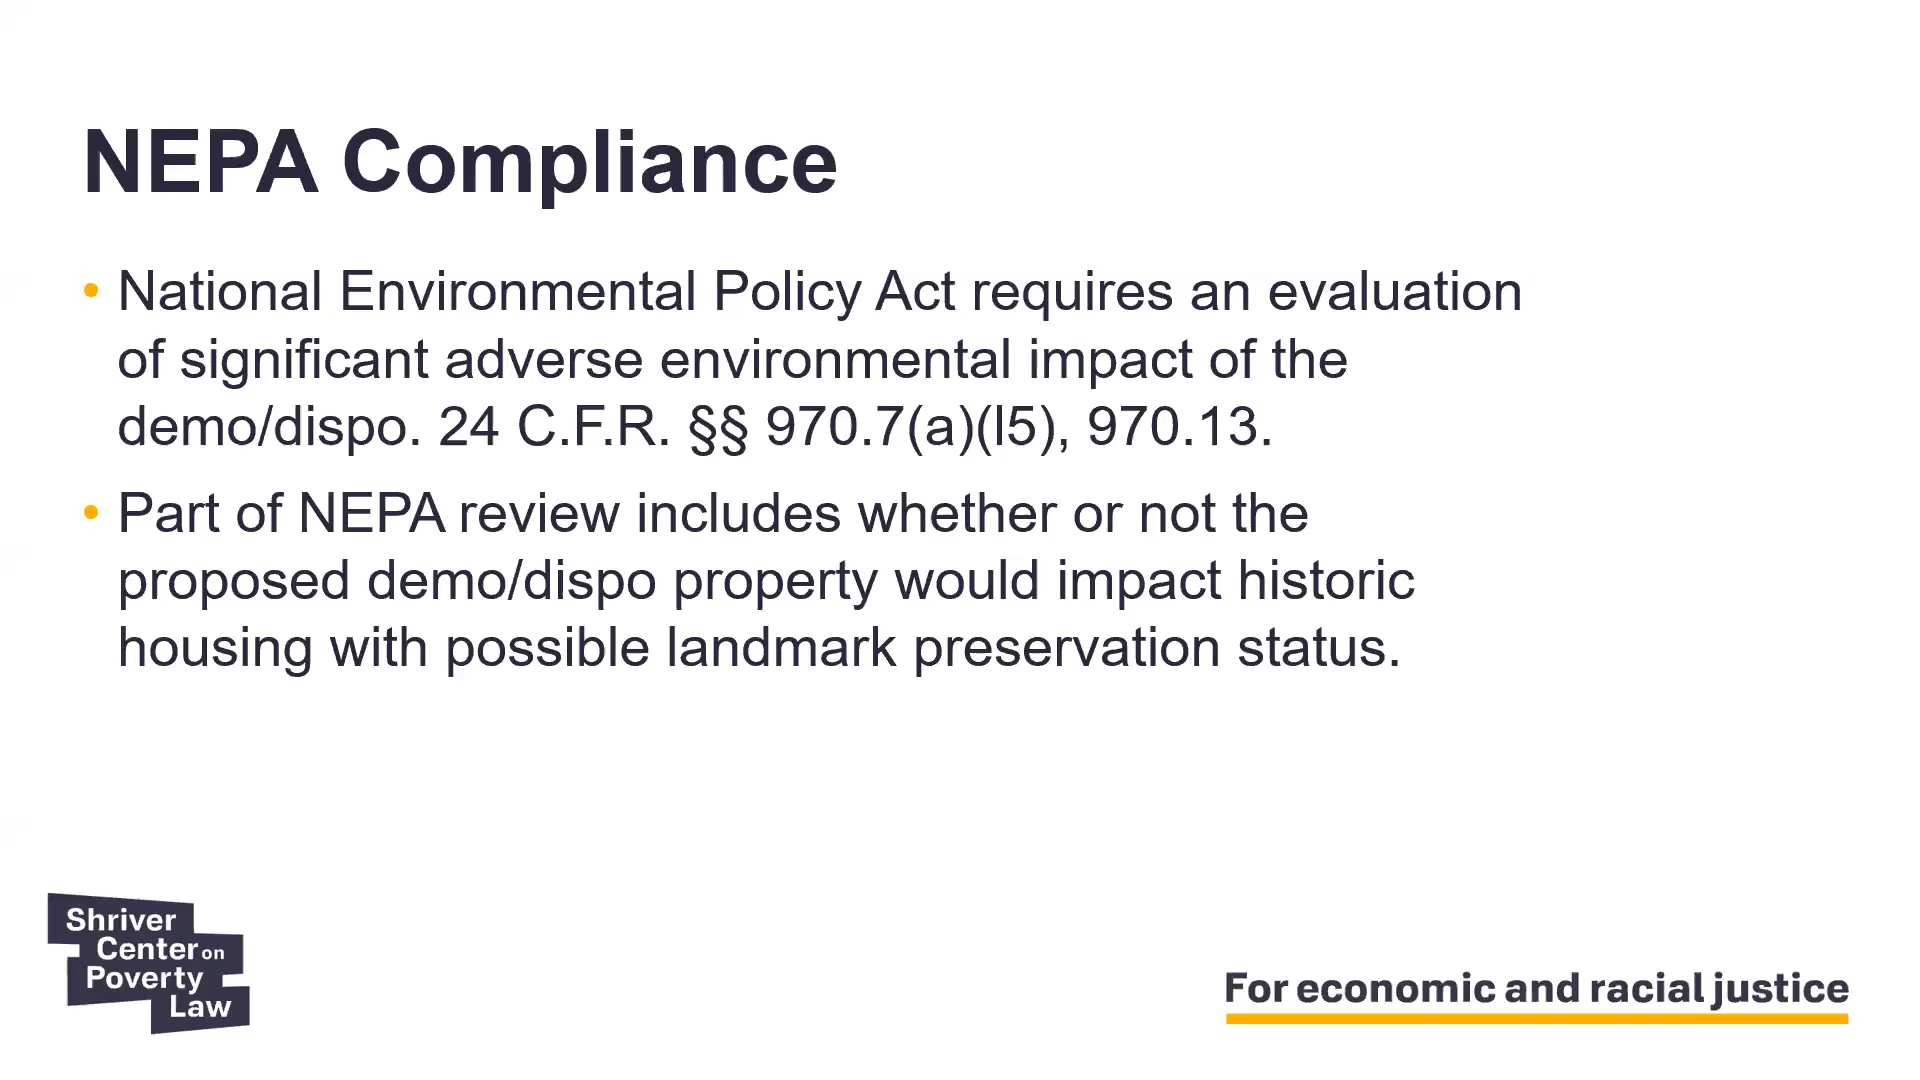 NEPA Compliance
• National Environmental Policy Act requires an evaluation
of significant adverse environmental impact of the
demo/dispo. 24 C.F.R. §§ 970.7(a)(l5), 970.13.
• Part of NEPA review includes whether or not the
proposed demo/dispo property would impact historic
housing with possible landmark preservation status.
Shriver
Center on
Poverty
Law
For economic and racial justice